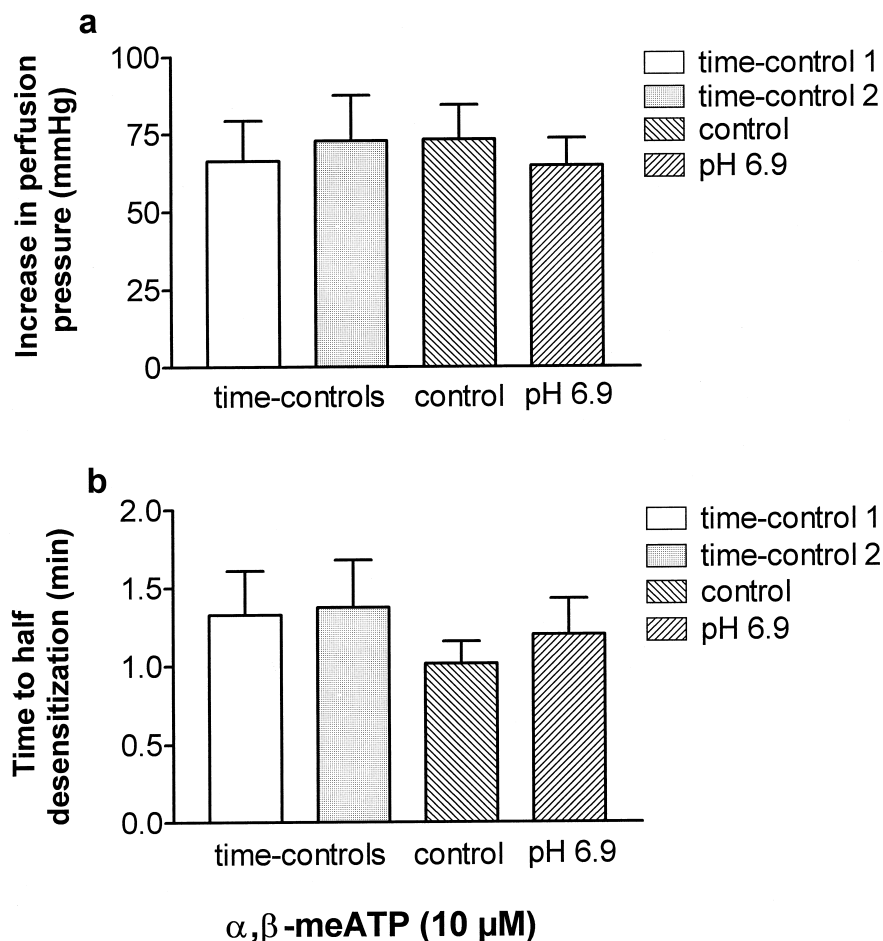 a
Increase in perfusion
pressure (mmHg)
100
75
50
25
0
time-controls control pH 6.9
time-control 1
time-control 2
control
pH 6.9
b
Time to half
desensitization (min)
2.0
1.5
1.0
0.5
0.0
time-controls control pH 6.9
time-control 1
time-control 2
control
pH 6.9
α,β-meATP (10 µM)